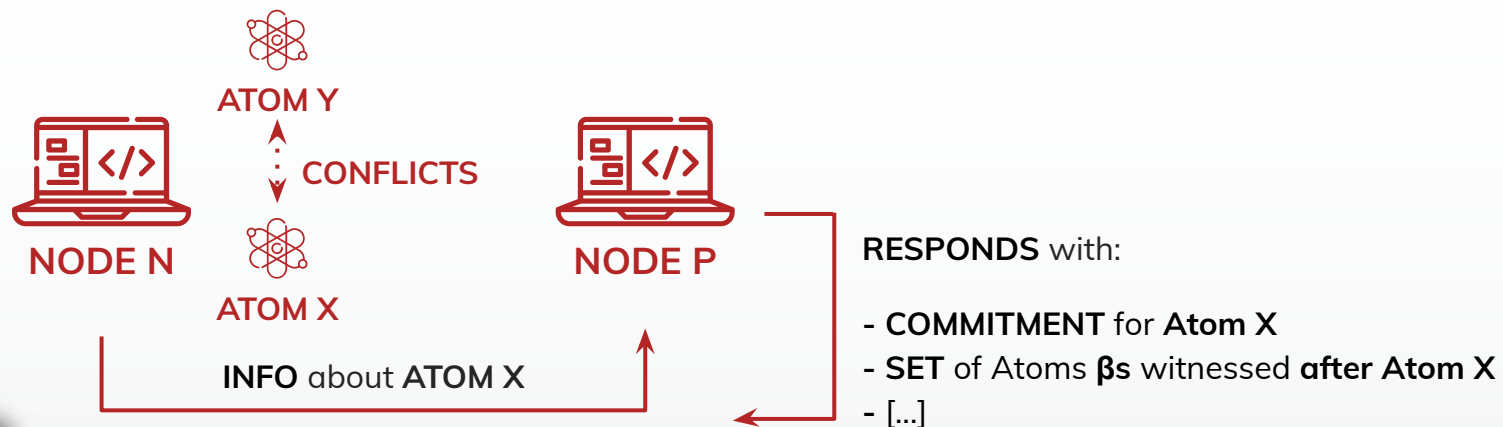 ATOM Y
CONFLICTS
NODE N
NODE P
ATOM X
INFO about ATOM X
RESPONDS with:
- COMMITMENT for Atom X
- SET of Atoms βs witnessed after Atom X
- [...]